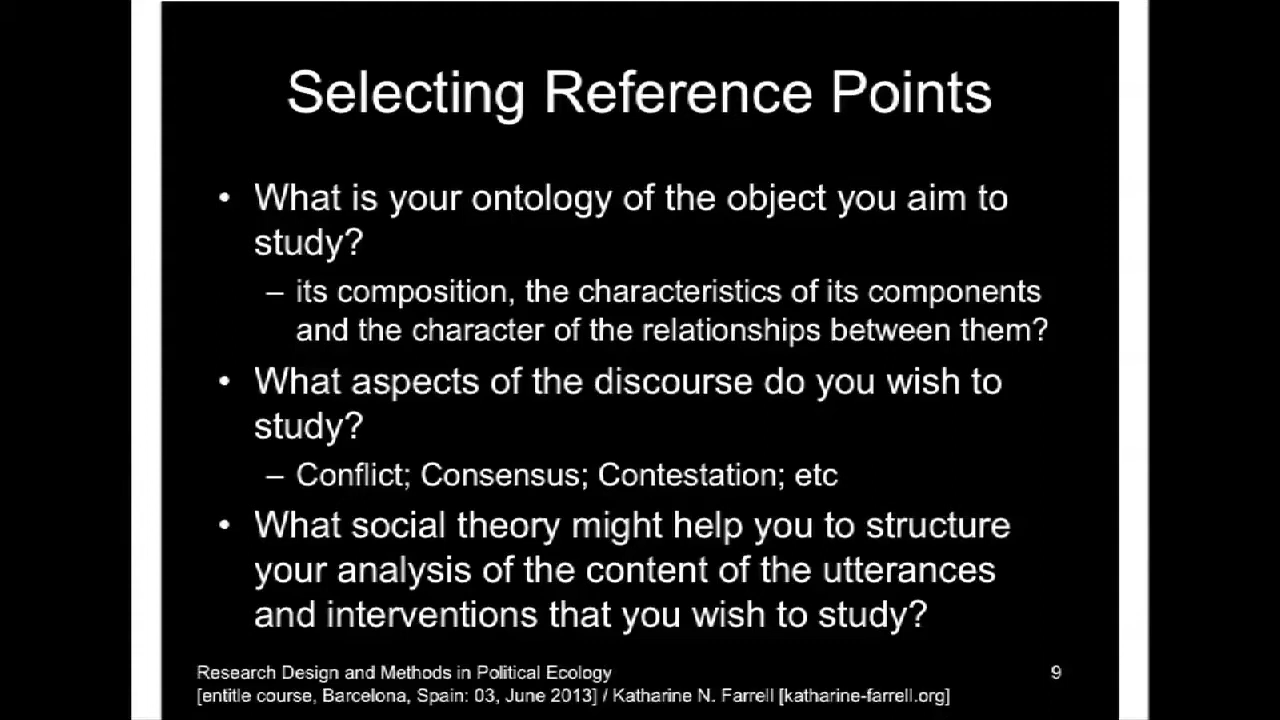 Selecting Reference Points
• What is your ontology of the object you aim to
study?
– its composition, the characteristics of its components
and the character of the relationships between them?
• What aspects of the discourse do you wish to
study?
– Conflict; Consensus; Contestation; etc
• What social theory might help you to structure
your analysis of the content of the utterances
and interventions that you wish to study?
Research Design and Methods in Political Ecology
9
[entitle course, Barcelona, Spain: 03, June 2013] / Katharine N. Farrell [katharine-farrell.org]